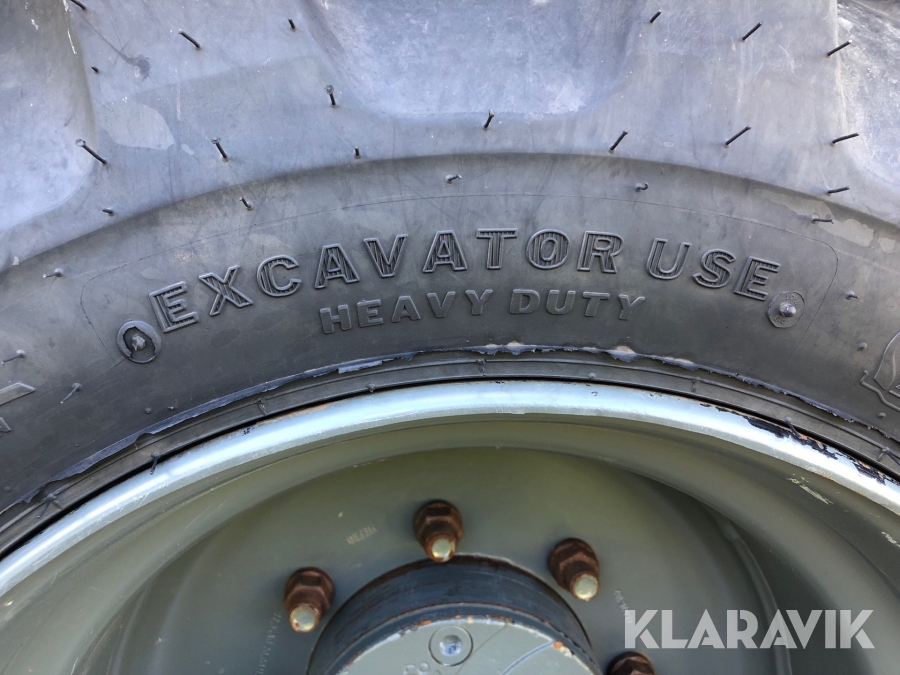 EXCAVATOR USE
HEAVY DUTY
KLARAVIK